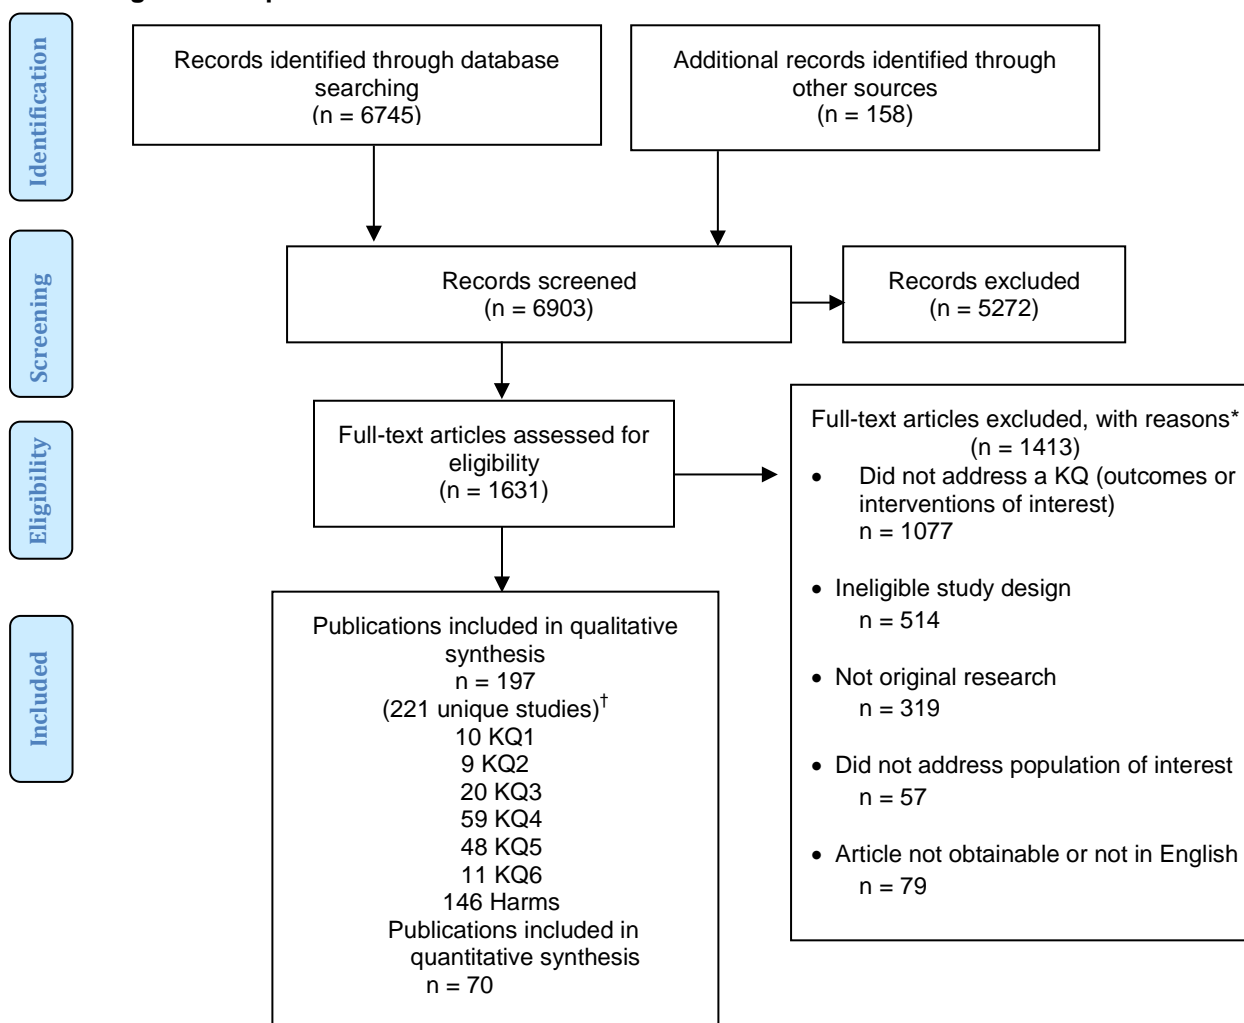 Identification
Records identified through database
searching
(n = 6745)
Additional records identified through
other sources
(n = 158)
Screening
Records screened
(n = 6903)
Records excluded
(n = 5272)
Eligibility
Full-text articles assessed for
eligibility
(n = 1631)
Full-text articles excluded, with reasons*
(n = 1413)
• Did not address a KQ (outcomes or
interventions of interest)
n = 1077
• Ineligible study design
n = 514
• Not original research
n = 319
• Did not address population of interest
n = 57
• Article not obtainable or not in English
n = 79
Included
Publications included in qualitative
synthesis
n = 197
(221 unique studies)†
10 KQ1
9 KQ2
20 KQ3
59 KQ4
48 KQ5
11 KQ6
146 Harms
Publications included in
quantitative synthesis
n = 70